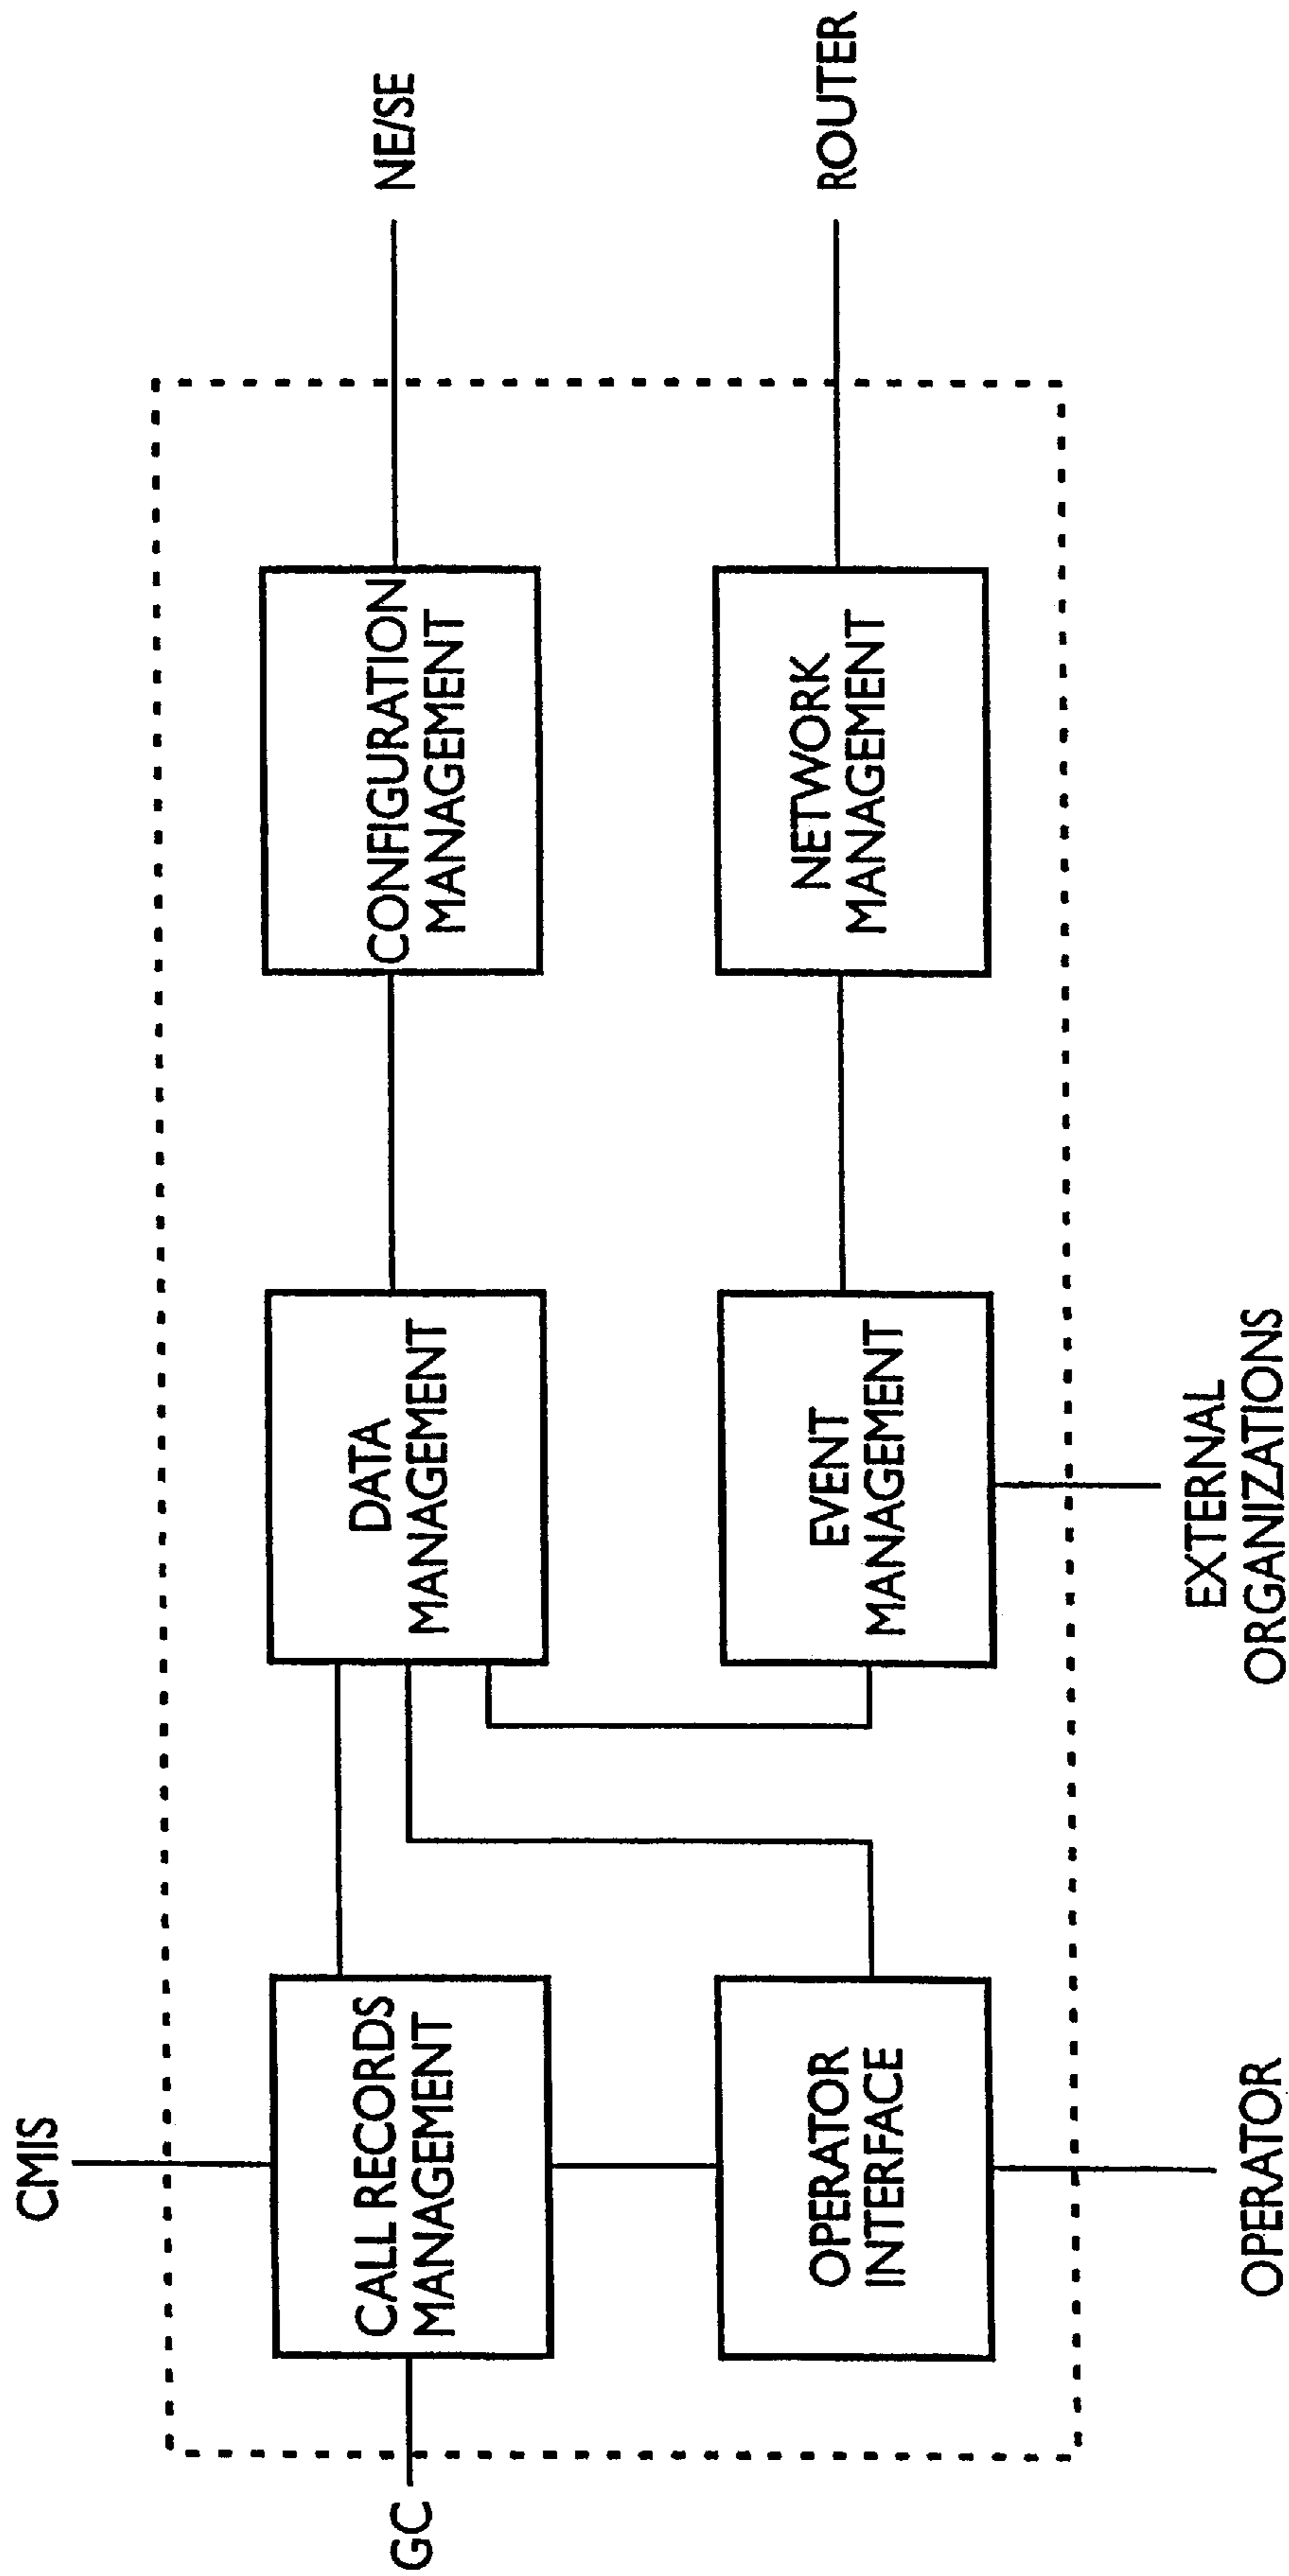 CMIS
GC
CALL RECORDS
MANAGEMENT
DATA
MANAGEMENT
CONFIGURATION
MANAGEMENT
NE/SE
OPERATOR
INTERFACE
EVENT
MANAGEMENT
NETWORK
MANAGEMENT
ROUTER
OPERATOR
EXTERNAL
ORGANIZATIONS